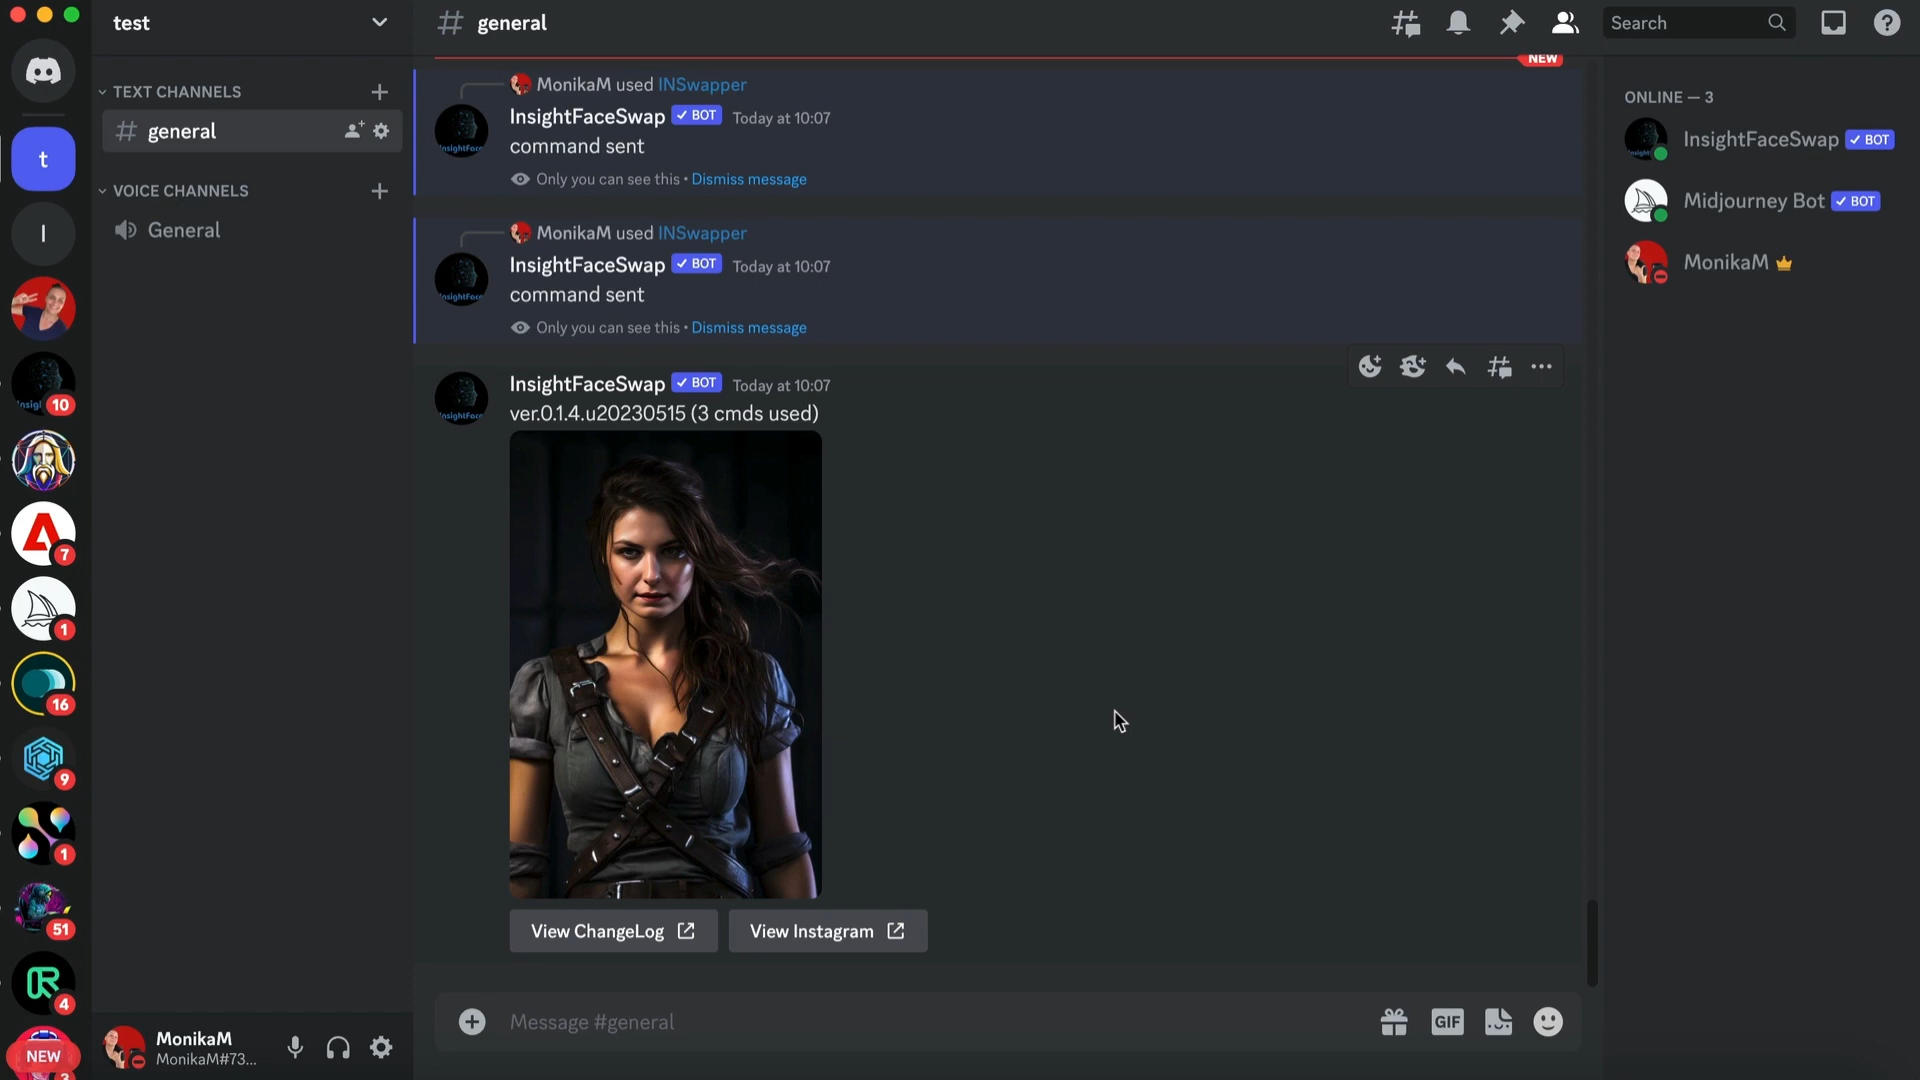 test
# general
NEW
Search
TEXT CHANNELS
# general
VOICE CHANNELS
General
t
I
10
7
1
16
9
1
51
4
NEW
MonikaM used INSwapper
InsightFaceSwap ✓ BOT Today at 10:07
command sent
Only you can see this • Dismiss message
MonikaM used INSwapper
InsightFaceSwap ✓ BOT Today at 10:07
command sent
Only you can see this • Dismiss message
InsightFaceSwap ✓ BOT Today at 10:07
ver.0.1.4.u20230515 (3 cmds used)
View ChangeLog
View Instagram
Message #general
GIF
MonikaM
MonikaM#73...
ONLINE — 3
InsightFaceSwap ✓ BOT
Midjourney Bot ✓ BOT
MonikaM